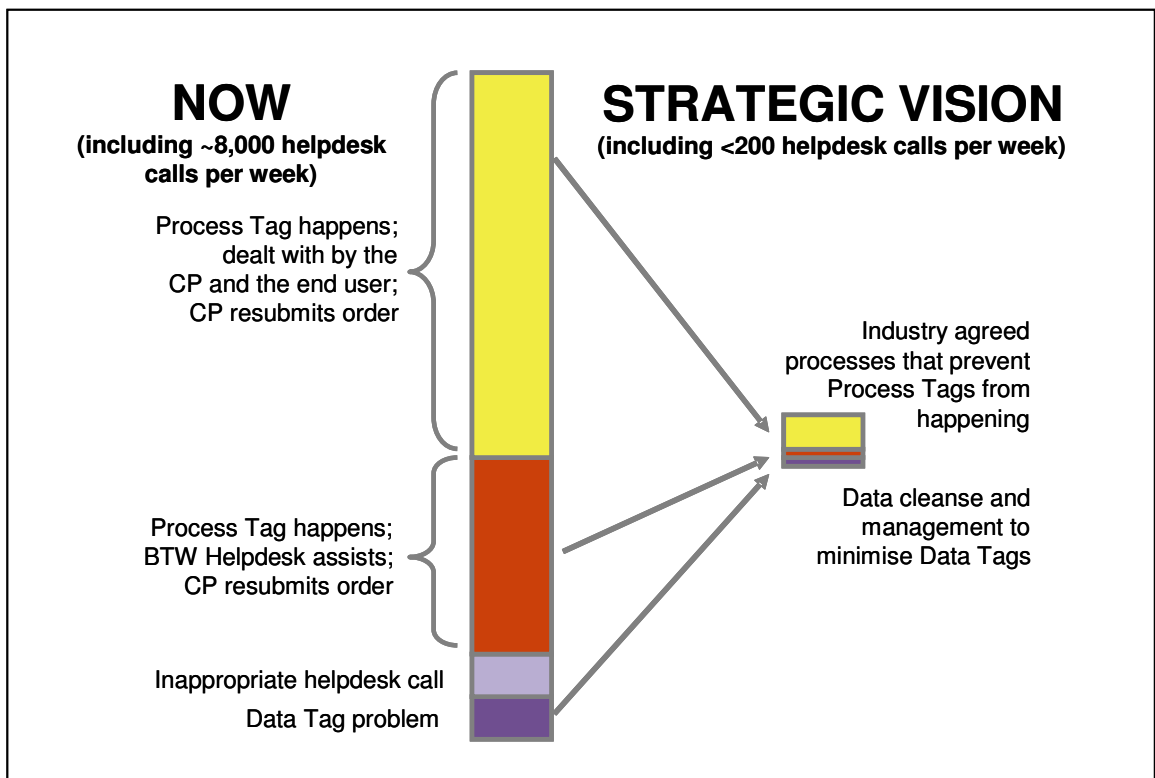 NOW
(including ~8,000 helpdesk
calls per week)
Process Tag happens;
dealt with by the
CP and the end user;
CP resubmits order
Process Tag happens;
BTW Helpdesk assists;
CP resubmits order
Inappropriate helpdesk call
Data Tag problem
STRATEGIC VISION
(including <200 helpdesk calls per week)
Industry agreed
processes that prevent
Process Tags from
happening
Data cleanse and
management to
minimise Data Tags